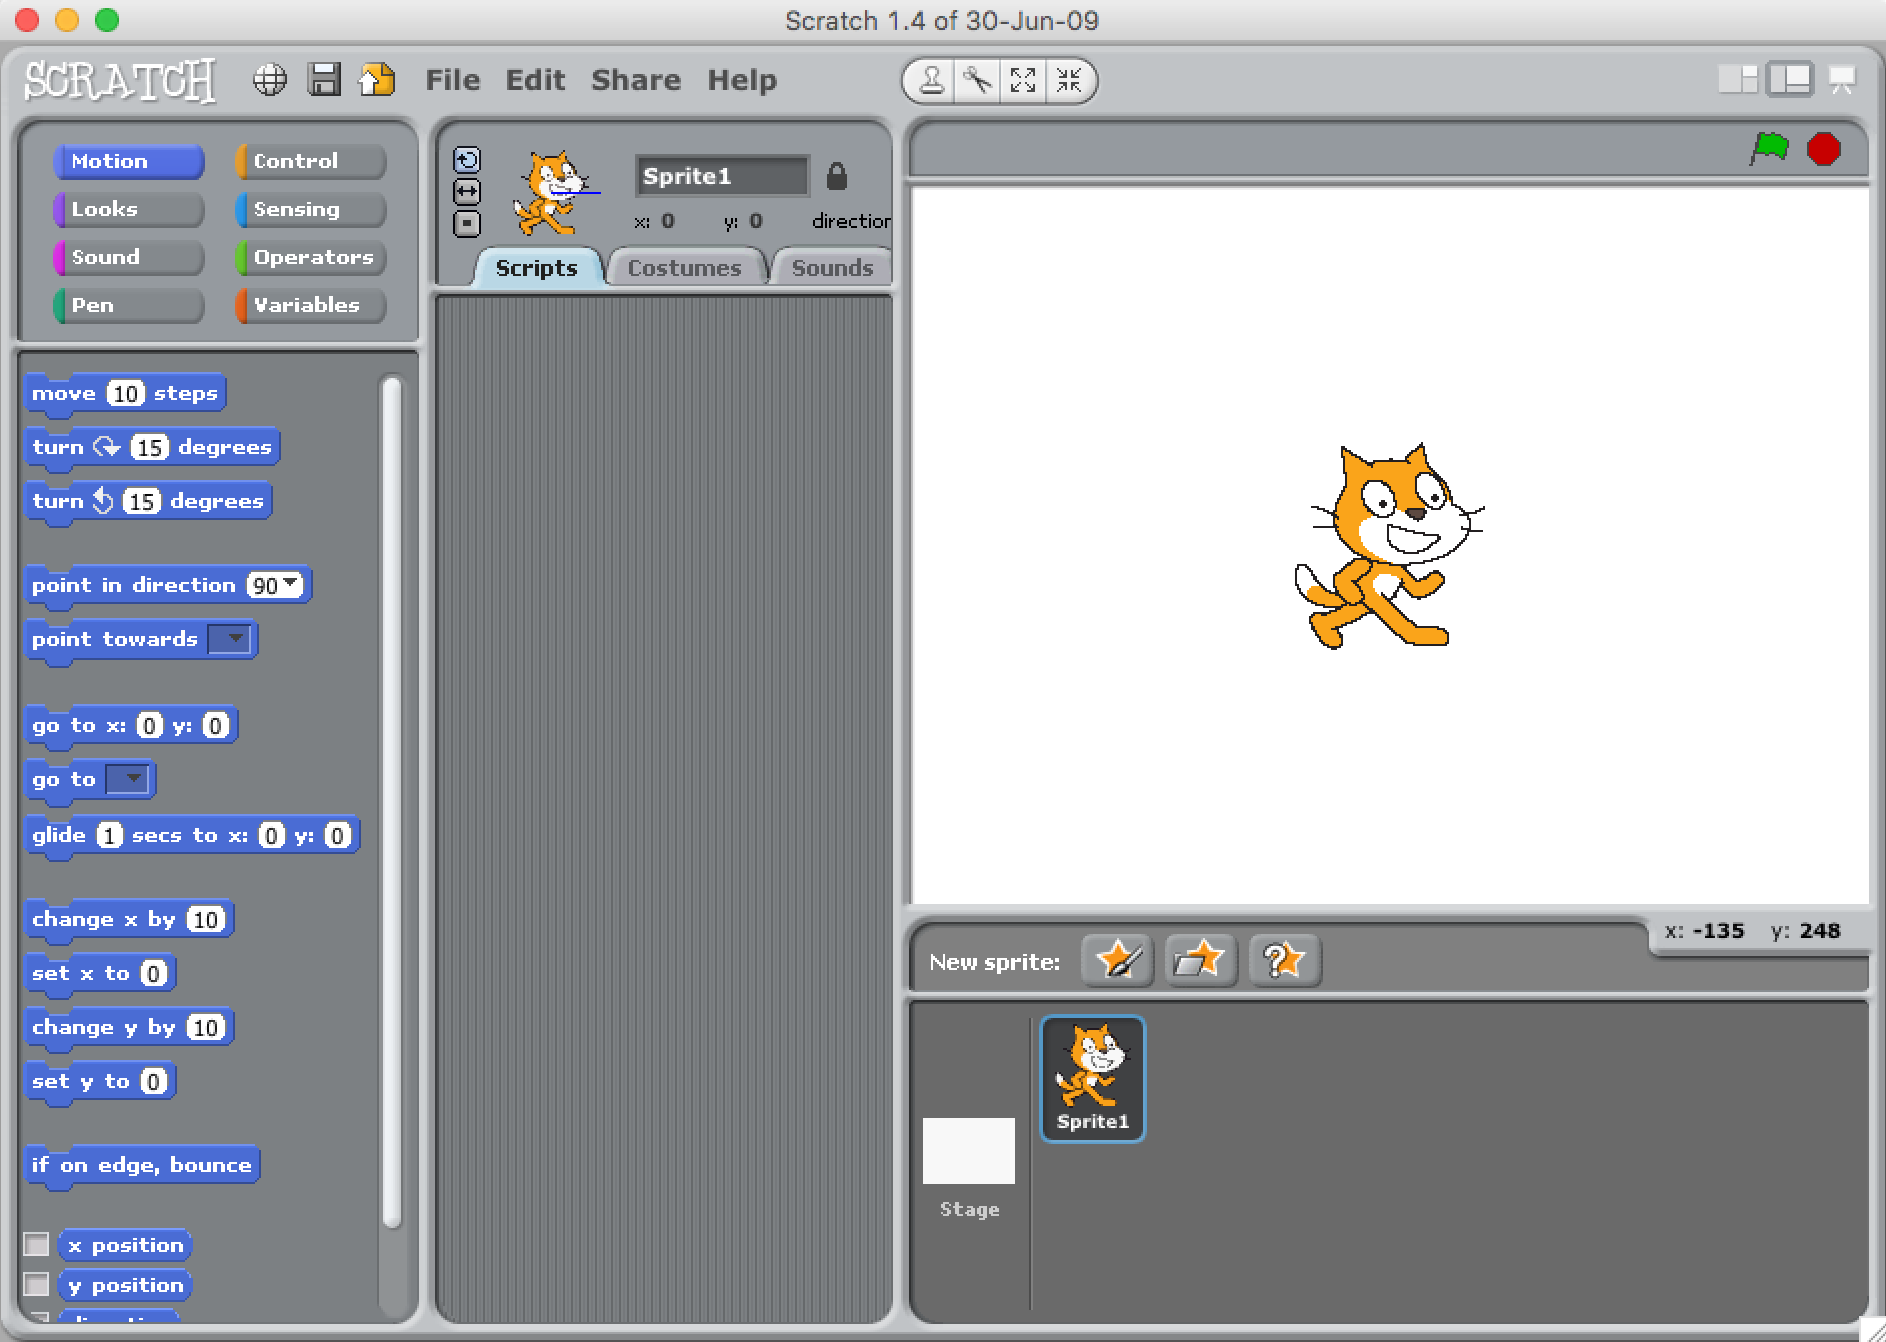 Scratch 1.4 of 30-Jun-09
SCRATCH File Edit Share Help
Motion Control
Looks Sensing
Sound Operators
Pen Variables
move 10 steps
turn 15 degrees
turn 15 degrees
point in direction 90
point towards
go to x: 0 y: 0
go to
glide 1 secs to x: 0 y: 0
change x by 10
set x to 0
change y by 10
set y to 0
if on edge, bounce
x position
y position
Sprite1
x: 0 y: 0 direction
Scripts Costumes Sounds
x: -135 y: 248
New sprite:
Sprite1
Stage